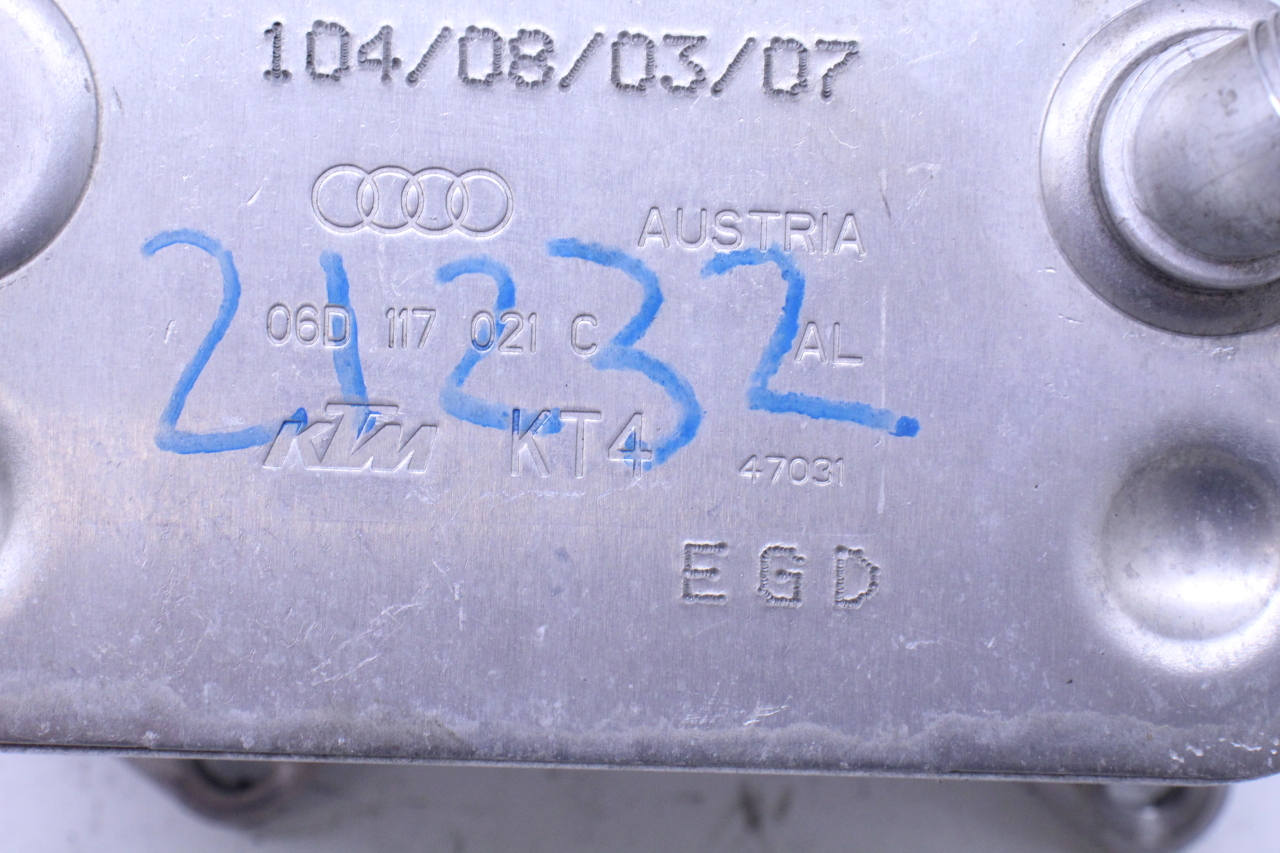 104/08/03/07
AUSTRIA
21232
06D 117 021 C
AL
KTM KT4
47031
EGD